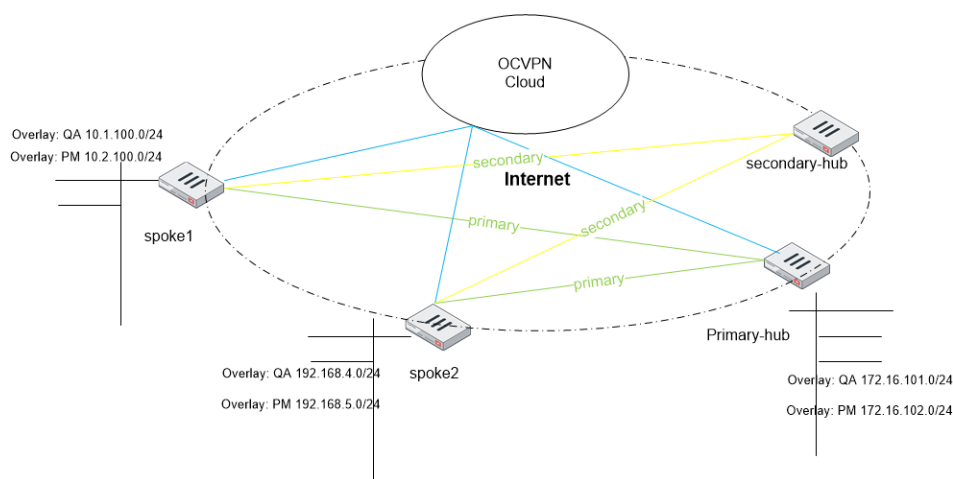 OCVPN
Cloud
Overlay: QA 10.1.100.0/24
Overlay: PM 10.2.100.0/24
secondary
secondary-hub
Internet
spoke1
primary
secondary
primary
Primary-hub
spoke2
Overlay: QA 192.168.4.0/24
Overlay: QA 172.16.101.0/24
Overlay: PM 192.168.5.0/24
Overlay: PM 172.16.102.0/24